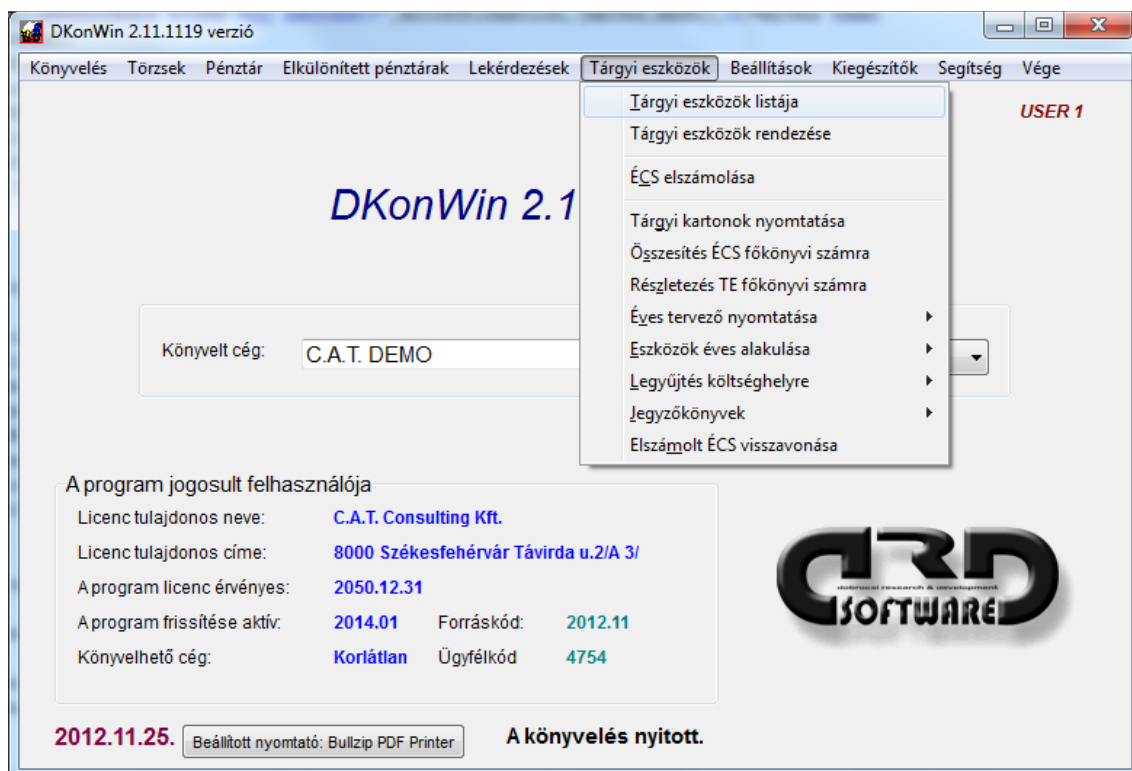 DKonWin 2.11.1119 verzió
Könyvelés Törzsek Pénztár Elkülönített pénztárak Lekérdezések Tárgyi eszközök Beállítások Kiegészítők Segítség Vége
Tárgyi eszközök listája
USER 1
Tárgyi eszközök rendezése
ÉCS elszámolása
DKonWin 2.1
Tárgyi kartonok nyomtatása
Összesítés ÉCS főkönyvi számra
Részletezés TE főkönyvi számra
Éves tervező nyomtatása
Könyvelt cég: C.A.T. DEMO
Eszközök éves alakulása
Legyűjtés költséghelyre
Jegyzőkönyvek
Elszámolt ÉCS visszavonása
A program jogosult felhasználója
Licenc tulajdonos neve: C.A.T. Consulting Kft.
Licenc tulajdonos címe: 8000 Székesfehérvár Távirda u.2/A 3/
A program licenc érvényes: 2050.12.31
A program frissítése aktív: 2014.01 Forráskód: 2012.11
Könyvelhető cég: Korlátlan Ügyfélkód 4754
DRD
dobrocsi research & development
SOFTWARE
2012.11.25. Beállított nyomtató: Bullzip PDF Printer A könyvelés nyitott.